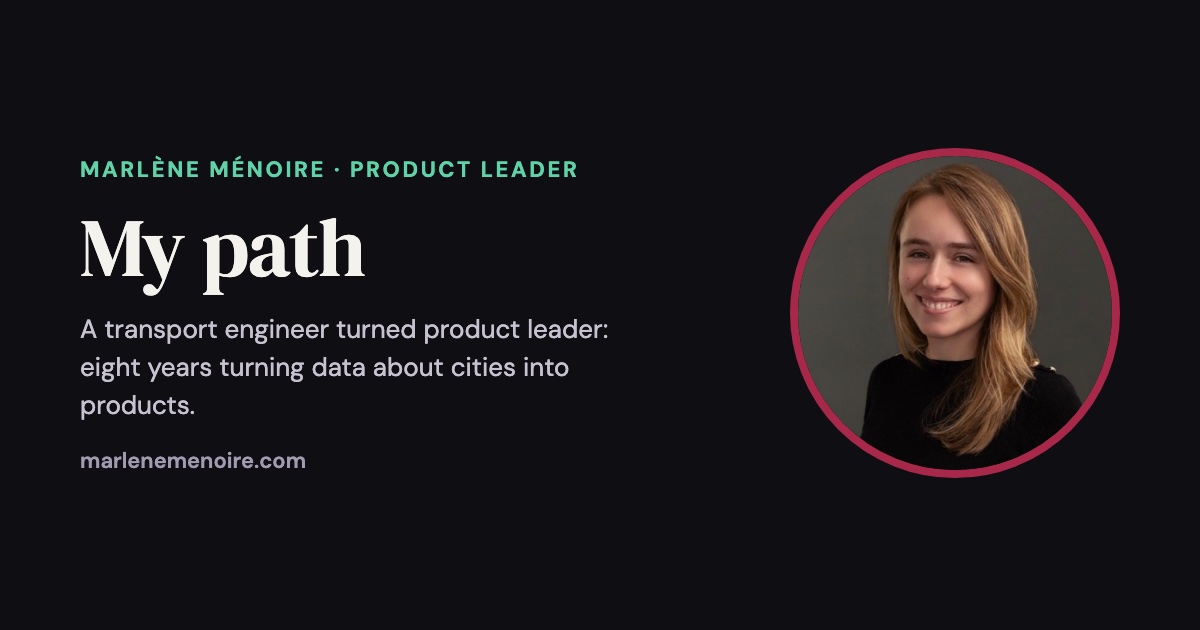 MARLÈNE MÉNOIRE · PRODUCT LEADER
My path
A transport engineer turned product leader:
eight years turning data about cities into
products.
marlenemenoire.com